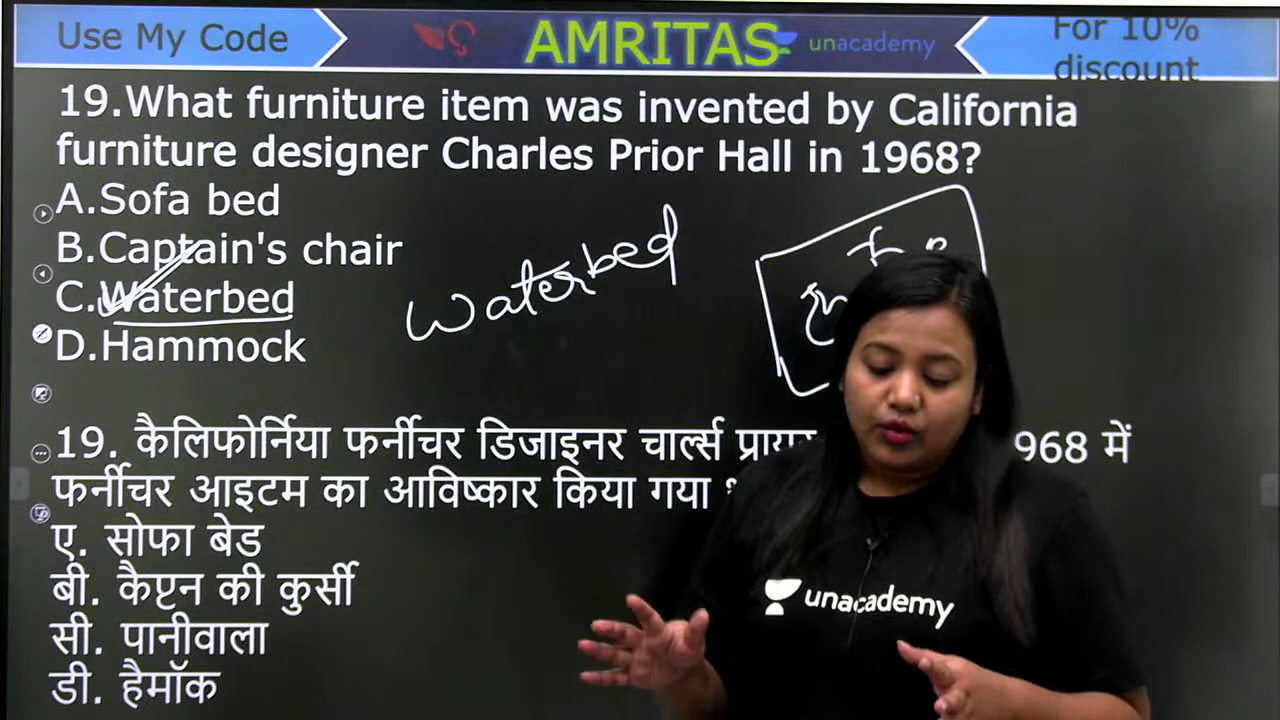 Use My Code
AMRITAS
unacademy
For 10%
discount
19.What furniture item was invented by California
furniture designer Charles Prior Hall in 1968?
A.Sofa bed
B.Captain's chair
C.Waterbed
D.Hammock
Waterbed
19. कैलिफोर्निया फर्नीचर डिजाइनर चार्ल्स प्रायर 1968 में
फर्नीचर आइटम का आविष्कार किया गया
ए. सोफा बेड
बी. कैप्टन की कुर्सी
सी. पानीवाला
डी. हैमॉक
unacademy